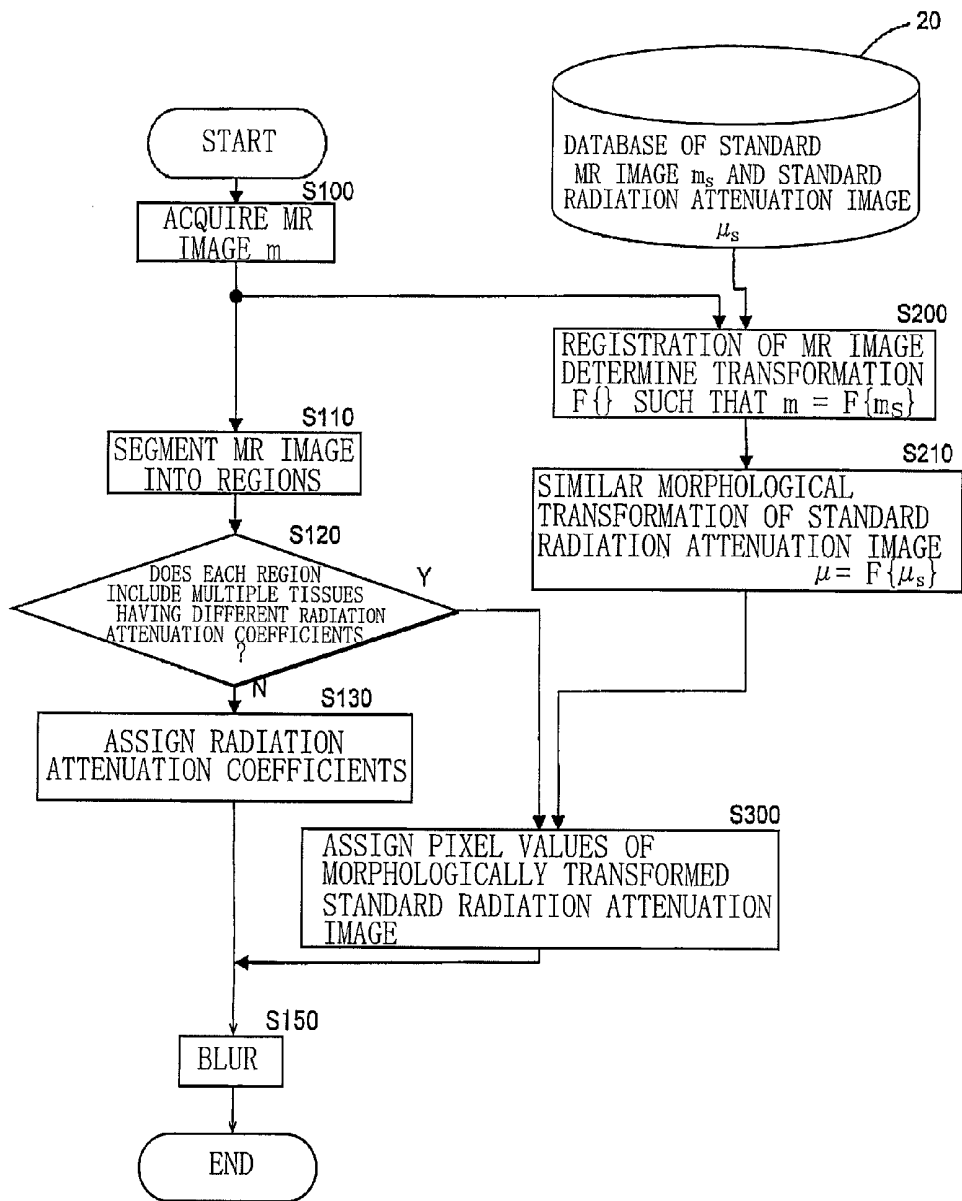 20
START
DATABASE OF STANDARD
MR IMAGE mₛ AND STANDARD
RADIATION ATTENUATION IMAGE
μₛ
S100
ACQUIRE MR
IMAGE m
S200
REGISTRATION OF MR IMAGE
DETERMINE TRANSFORMATION
F{} SUCH THAT m = F{mₛ}
S110
SEGMENT MR IMAGE
INTO REGIONS
S210
SIMILAR MORPHOLOGICAL
TRANSFORMATION OF STANDARD
RADIATION ATTENUATION IMAGE
μ= F{μₛ}
S120
DOES EACH REGION
INCLUDE MULTIPLE TISSUES
HAVING DIFFERENT RADIATION
ATTENUATION COEFFICIENTS
?
Y
N
S130
ASSIGN RADIATION
ATTENUATION COEFFICIENTS
S300
ASSIGN PIXEL VALUES OF
MORPHOLOGICALLY TRANSFORMED
STANDARD RADIATION ATTENUATION
IMAGE
S150
BLUR
END